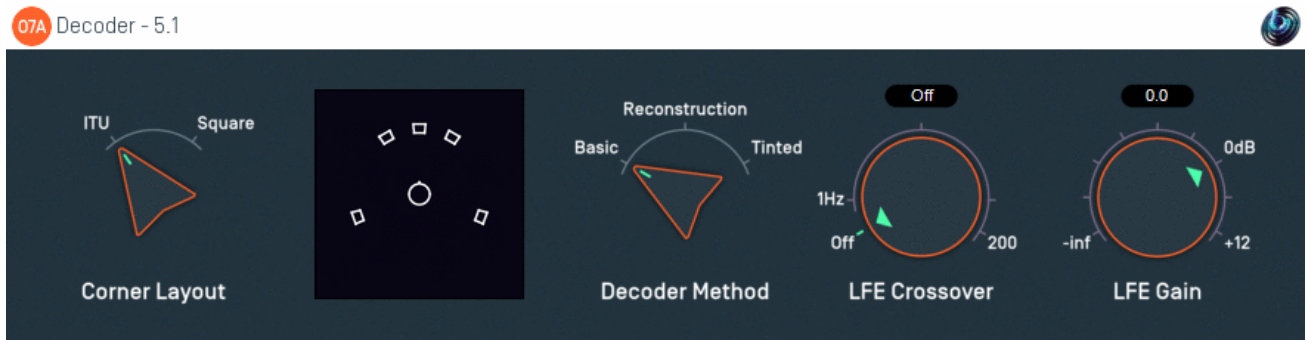 O7A Decoder - 5.1
ITU
Square
Corner Layout
Reconstruction
Basic
Tinted
Decoder Method
Off
1Hz
Off
200
LFE Crossover
0.0
0dB
-inf
+12
LFE Gain